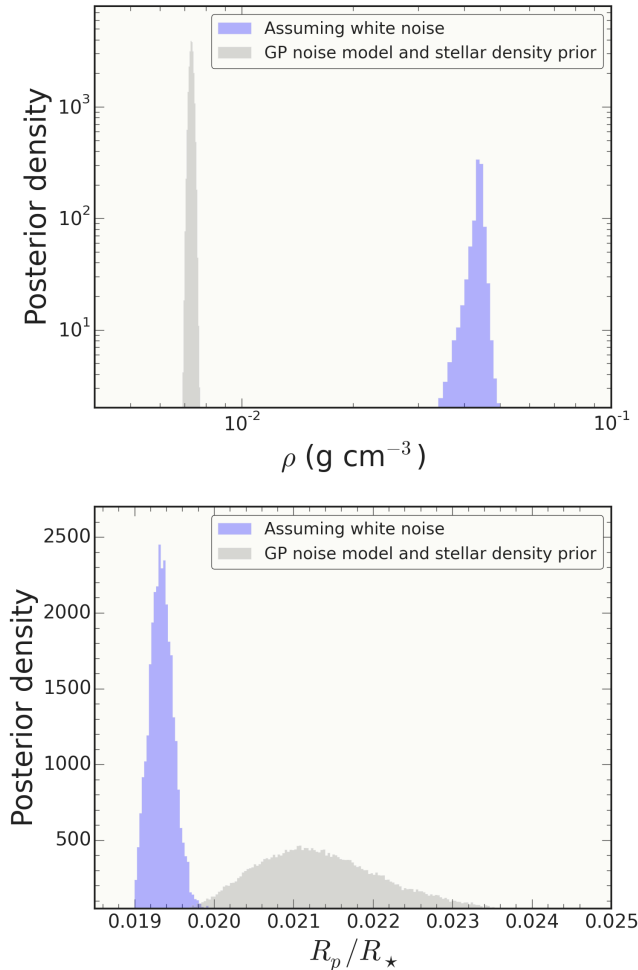 Assuming white noise
GP noise model and stellar density prior
Posterior density
10³
10²
10¹
10⁻²
10⁻¹
ρ (g cm⁻³)
Assuming white noise
GP noise model and stellar density prior
Posterior density
2500
2000
1500
1000
500
0.019 0.020 0.021 0.022 0.023 0.024 0.025
R_p/R_⋆